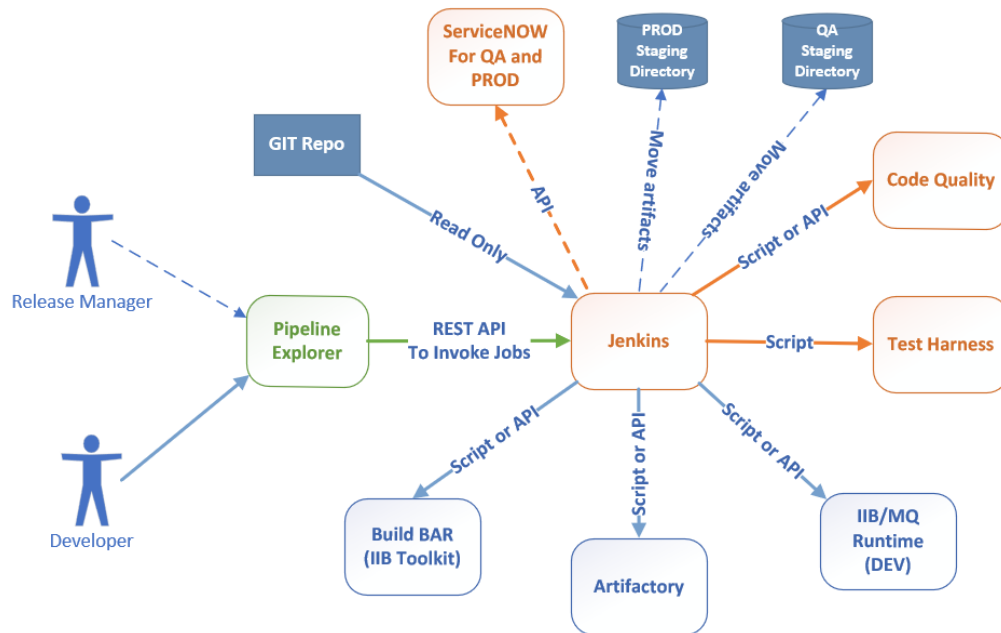 ServiceNOW
For QA and
PROD
PROD
Staging
Directory
QA
Staging
Directory
GIT Repo
Code Quality
API
Move artifacts
Move artifacts
Script or API
Read Only
Release Manager
Pipeline
Explorer
REST API
To Invoke Jobs
Jenkins
Script
Test Harness
Script or API
Script or API
Script or API
Developer
Build BAR
(IIB Toolkit)
Artifactory
IIB/MQ
Runtime
(DEV)